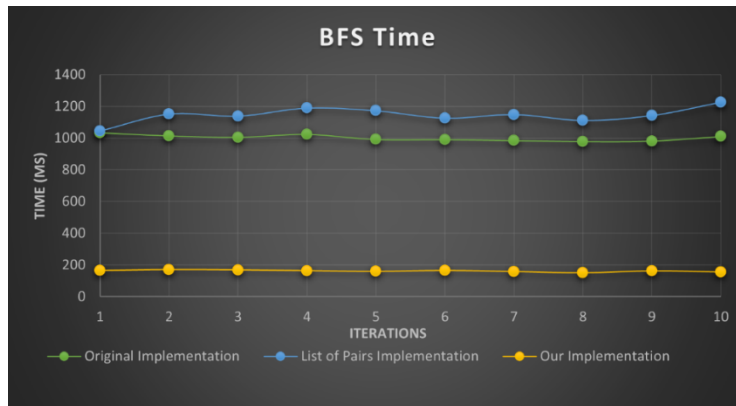 BFS Time
1400
1200
1000
800
600
400
200
0
TIME (MS)
1 2 3 4 5 6 7 8 9 10
ITERATIONS
Original Implementation List of Pairs Implementation Our Implementation